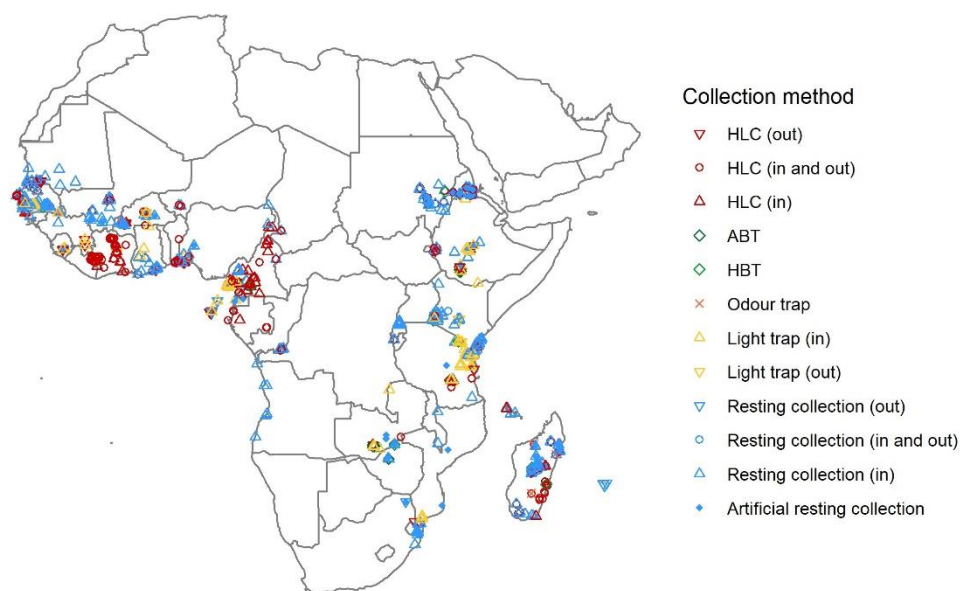 Collection method
HLC (out)
HLC (in and out)
HLC (in)
ABT
HBT
Odour trap
Light trap (in)
Light trap (out)
Resting collection (out)
Resting collection (in and out)
Resting collection (in)
Artificial resting collection